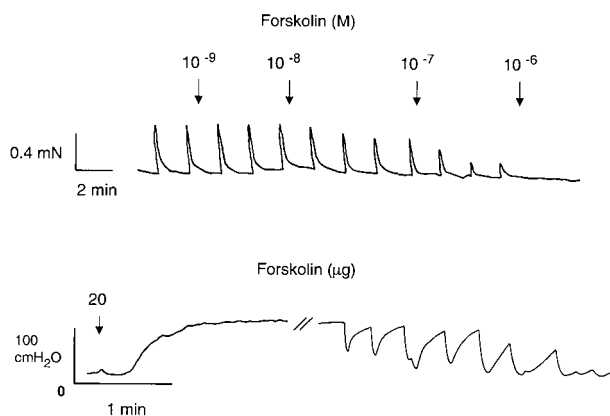 Forskolin (M)
10⁻⁹ 10⁻⁸ 10⁻⁷ 10⁻⁶
0.4 mN
2 min
Forskolin (μg)
20
100
cmH₂O
0
1 min